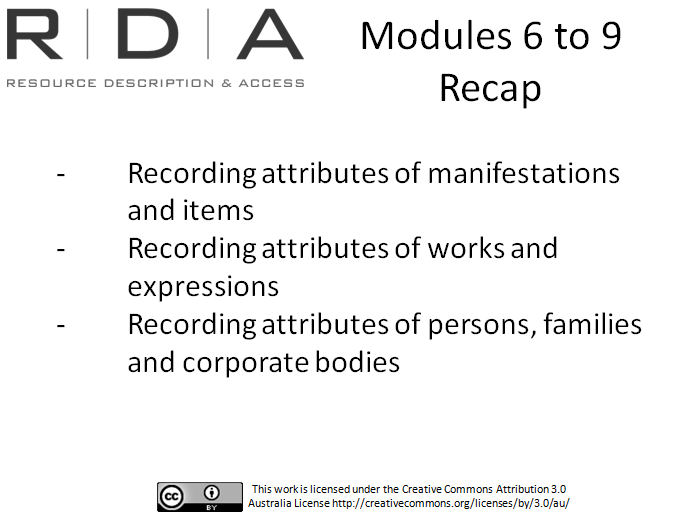 R | D | A
RESOURCE DESCRIPTION & ACCESS
Modules 6 to 9
Recap
- Recording attributes of manifestations
and items
- Recording attributes of works and
expressions
- Recording attributes of persons, families
and corporate bodies
cc
BY
This work is licensed under the Creative Commons Attribution 3.0
Australia License http://creativecommons.org/licenses/by/3.0/au/